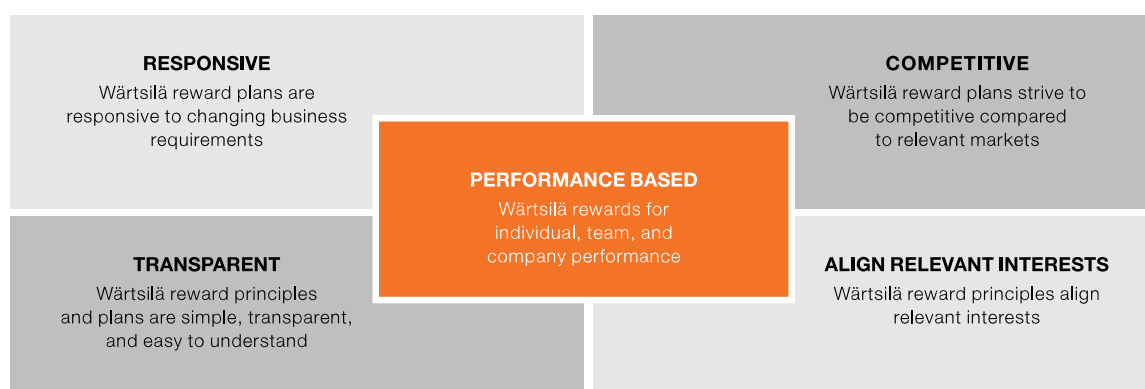 RESPONSIVE
Wärtsilä reward plans are
responsive to changing business
requirements
COMPETITIVE
Wärtsilä reward plans strive to
be competitive compared
to relevant markets
PERFORMANCE BASED
Wärtsilä rewards for
individual, team, and
company performance
TRANSPARENT
Wärtsilä reward principles
and plans are simple, transparent,
and easy to understand
ALIGN RELEVANT INTERESTS
Wärtsilä reward principles align
relevant interests